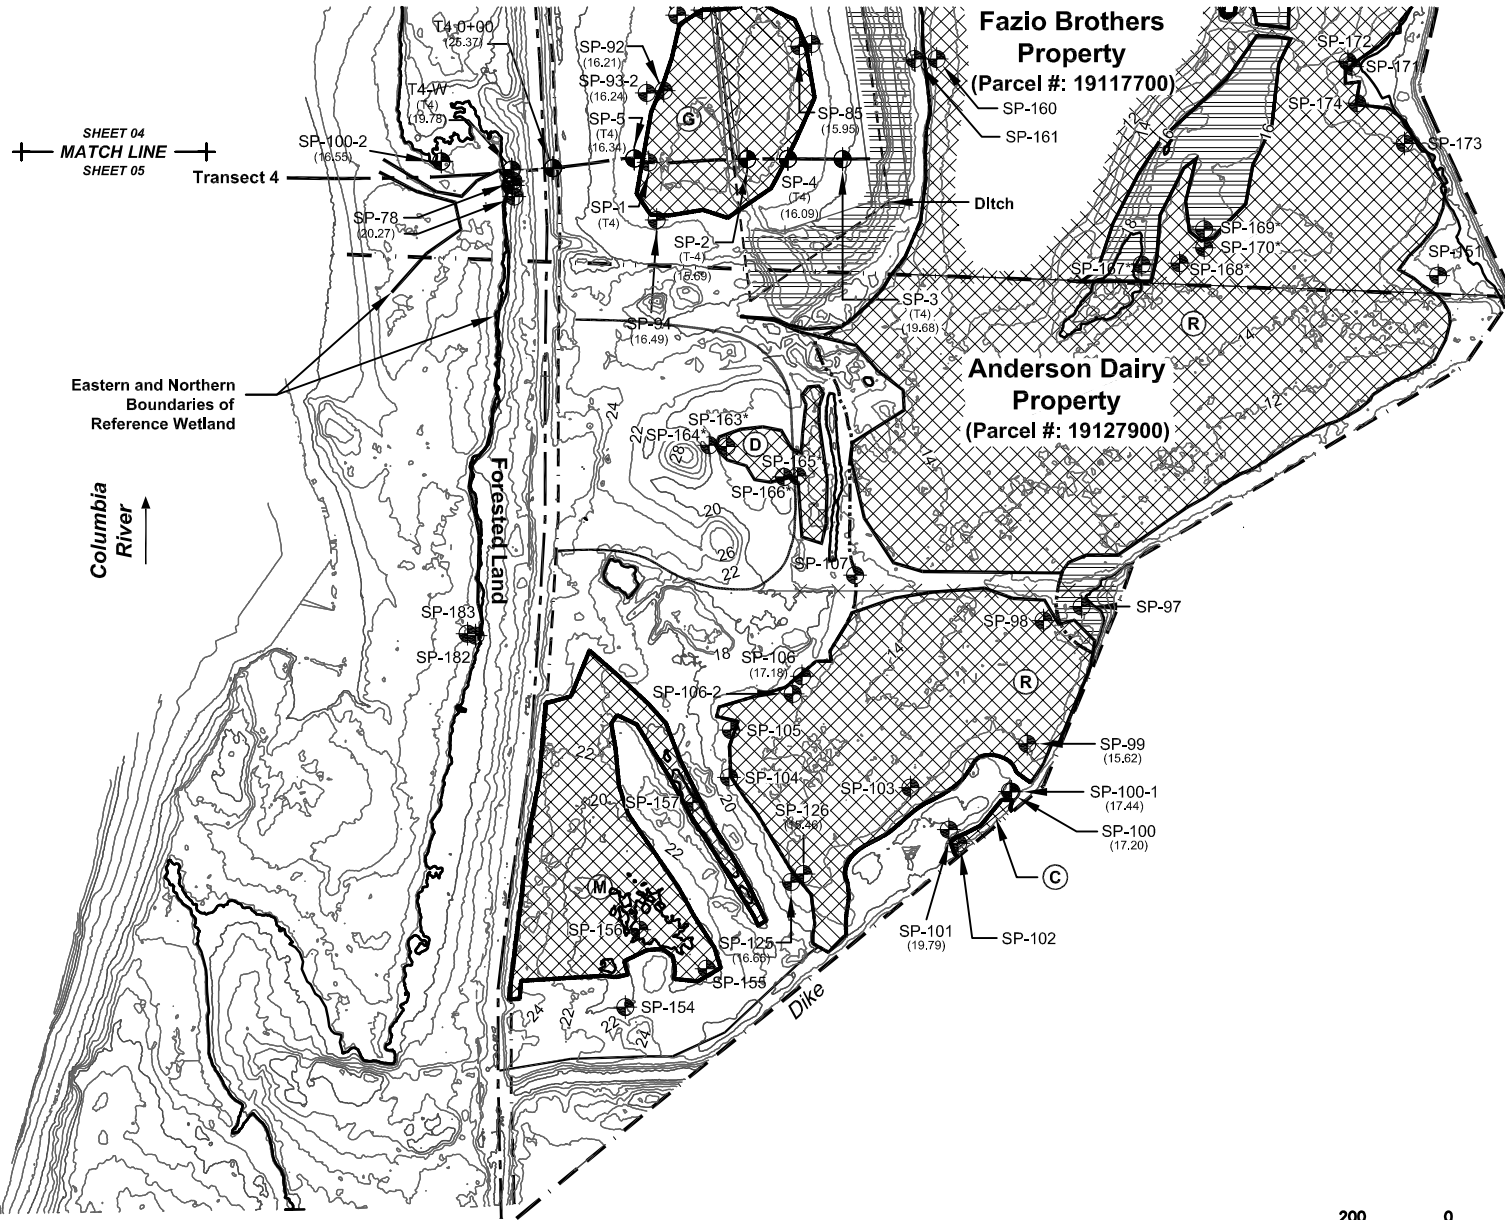 T4 0+00
(25.37)
Fazio Brothers
Property
(Parcel #: 19117700)
SP-92
(16.21)
SP-93-2
(16.24)
SP-5
(T4)
(16.34)
T4-W
(T4)
(19.78)
SP-100-2
(16.55)
SHEET 04
MATCH LINE
SHEET 05
Transect 4
G
SP-85
(15.95)
SP-160
SP-161
SP-172
SP-171
SP-174
SP-173
14
16
16
SP-4
(T4)
(16.09)
Ditch
SP-78
(20.27)
SP-1
(T4)
SP-2
(T-4)
(15.69)
SP-169*
SP-170*
SP-167*
SP-168*
8
SP-151
SP-3
(T4)
(19.68)
SP-94
(16.49)
R
14
Anderson Dairy
Property
(Parcel #: 19127900)
12
14
Eastern and Northern
Boundaries of
Reference Wetland
24
22
28
SP-163*
SP-164*
D
SP-165*
SP-166*
20
26
22
Columbia
River
Forested Land
SP-107
SP-97
SP-98
SP-183
SP-182
18
SP-106
(17.18)
SP-106-2
14
R
SP-105
22
SP-99
(15.62)
SP-104
SP-103
SP-100-1
(17.44)
20
SP-157
20
SP-126
SP-100
(17.20)
22
M
C
SP-156
SP-125
(16.66)
SP-101
(19.79)
SP-102
SP-155
SP-154
24
22
22
24
Dike
200
0